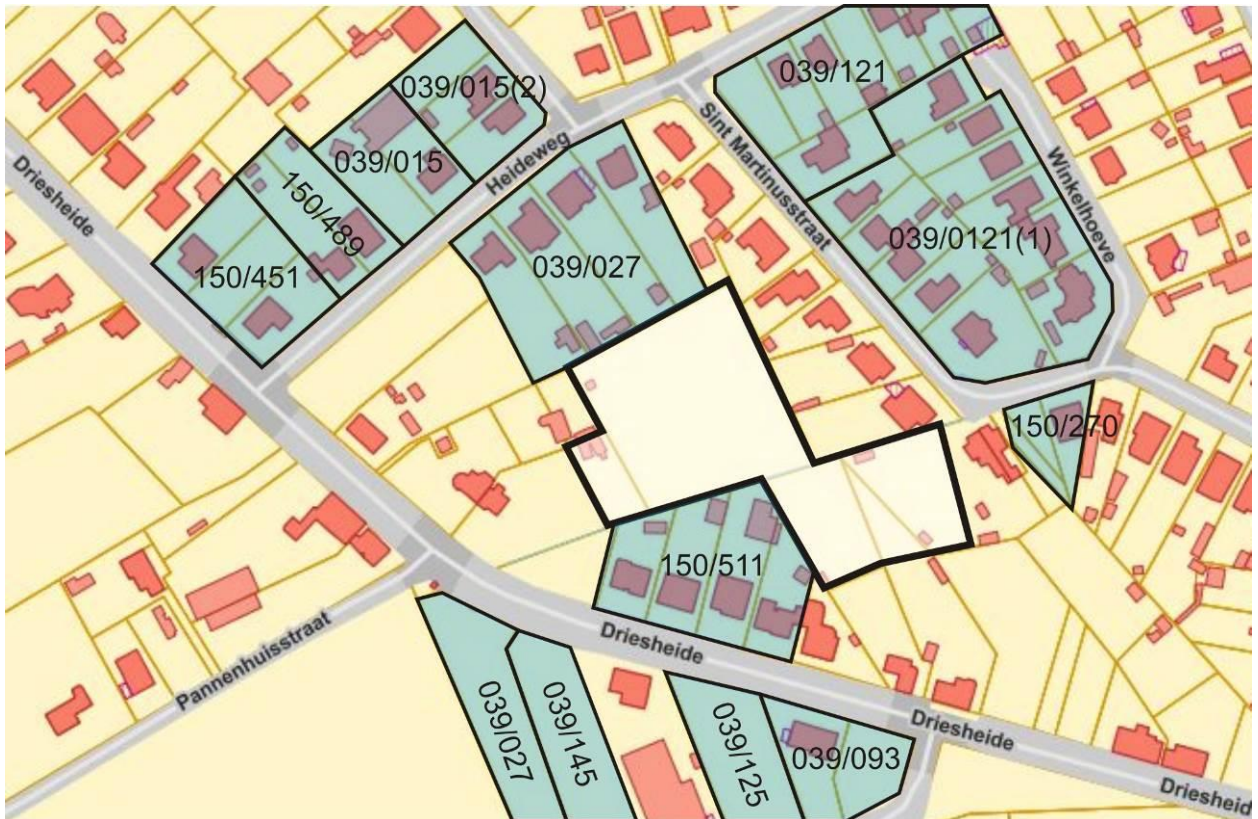 039/121
039/015(2)
Driesheide
039/015
Heideweg
Sint Martinusstraat
Winkelhoeve
150/489
150/451
039/027
039/0121(1)
150/270
150/511
Driesheide
Pannenhuisstraat
039/027
039/145
039/125
039/093
Driesheide
Driesheid